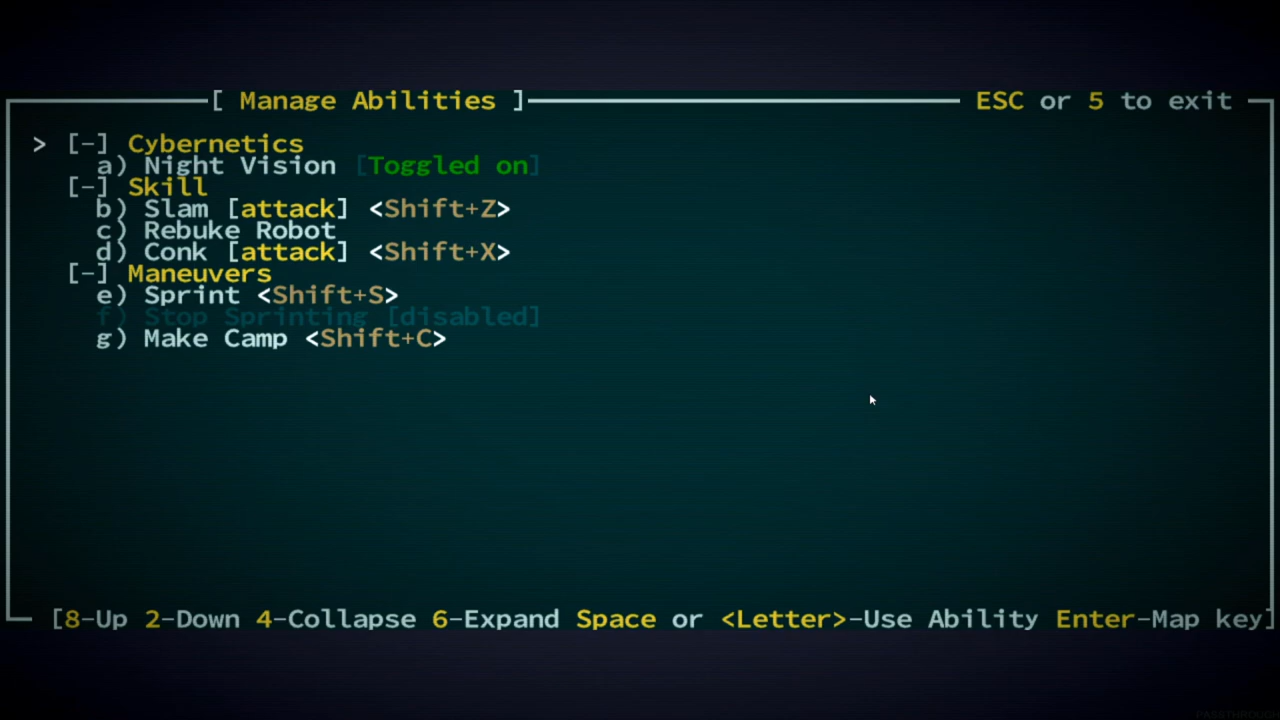 [ Manage Abilities ] ESC or 5 to exit
> [-] Cybernetics
a) Night Vision [Toggled on]
[-] Skill
b) Slam [attack] <Shift+Z>
c) Rebuke Robot
d) Conk [attack] <Shift+X>
[-] Maneuvers
e) Sprint <Shift+S>
f) Stop Sprinting [disabled]
g) Make Camp <Shift+C>
[8-Up 2-Down 4-Collapse 6-Expand Space or <Letter>-Use Ability Enter-Map key]